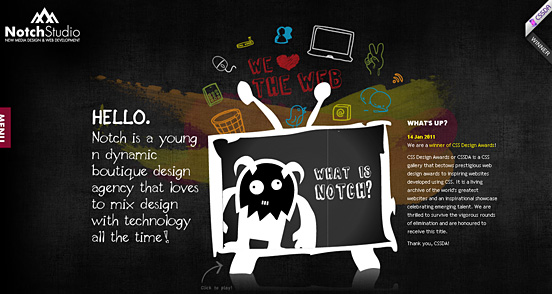 NotchStudio
NEW MEDIA DESIGN & WEB DEVELOPMENT
CSSDA
WINNER
MENU
WE
THE WEB
HELLO.
Notch is a young
n dynamic
boutique design
agency that loves
to mix design
with technology
all the time!
WHAT IS
NOTCH?
Click to play!
WHAT'S UP?
14 Jan 2011
We are a winner of CSS Design Awards!
CSS Design Awards or CSSDA is a CSS
gallery that bestows prestigious web
design awards to inspiring websites
developed using CSS. It is a living
archive of the world's greatest
websites and an inspirational showcase
celebrating emerging talent. We are
thrilled to survive the vigorous rounds
of elimination and are honoured to
receive this title.
Thank you, CSSDA!